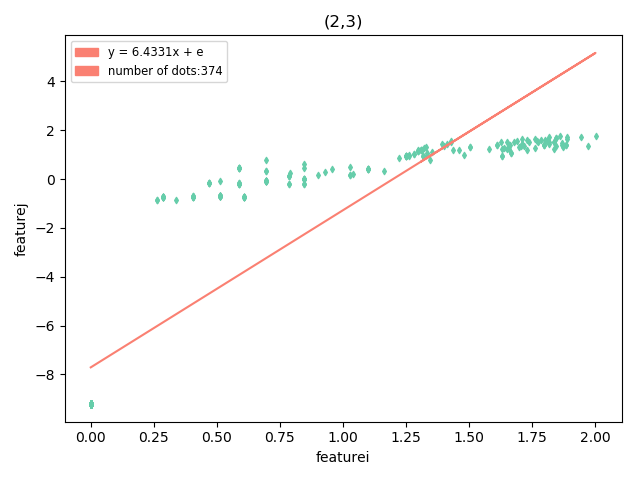 (2,3)
y = 6.4331x + e
number of dots:374
featurej
4
2
0
−2
−4
−6
−8
0.00 0.25 0.50 0.75 1.00 1.25 1.50 1.75 2.00
featurei